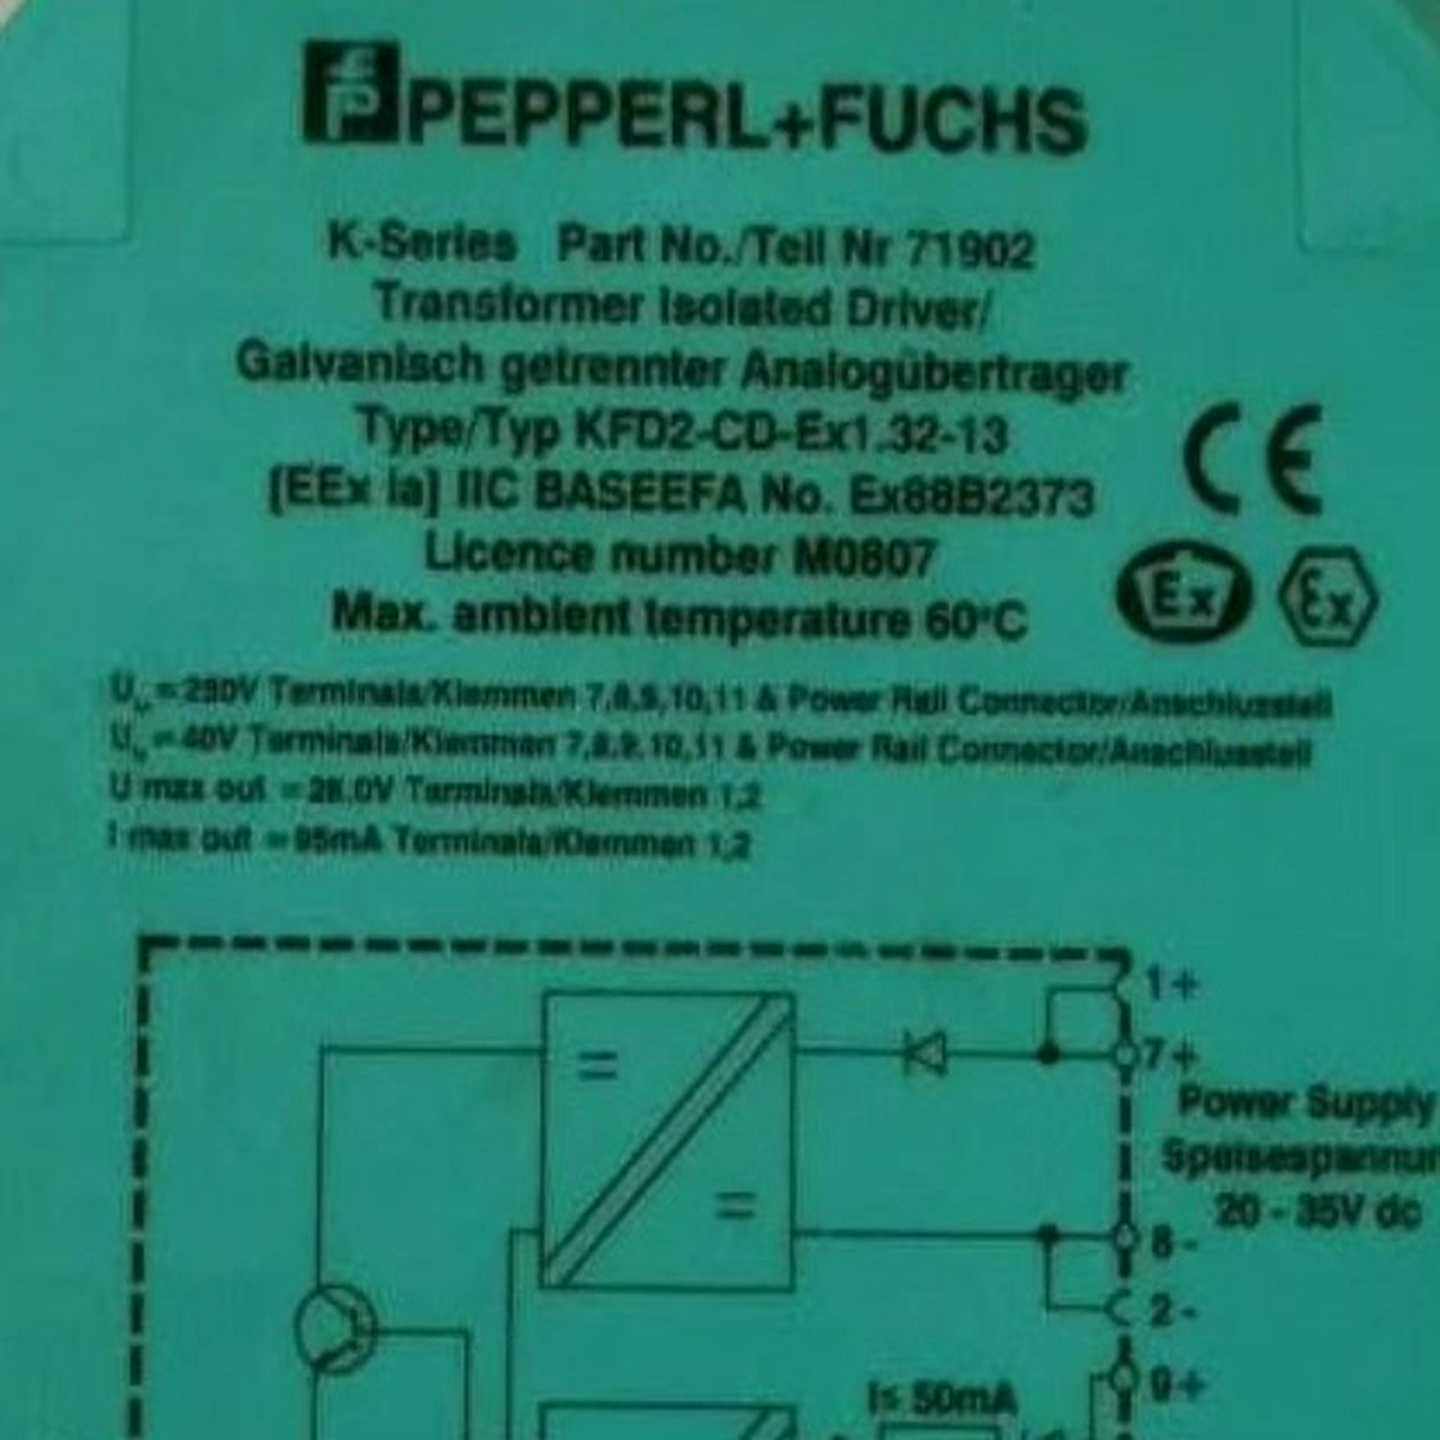 PEPPERL+FUCHS
K-Series Part No./Teil Nr 71902
Transformer Isolated Driver/
Galvanisch getrennter Analogübertrager
Type/Typ KFD2-CD-Ex1.32-13
[EEx ia] IIC BASEEFA No. Ex88B2373
Licence number M0807
Max. ambient temperature 60°C
CE
Ex Ex
=250V Terminals/Klemmen 7,8,9,10,11 & Power Rail Connector/Anschlussteil
=40V Terminals/Klemmen 7,8,9,10,11 & Power Rail Connector/Anschlussteil
U max out = 28.0V Terminals/Klemmen 1,2
I max out = 95mA Terminals/Klemmen 1,2
1+
7+
Power Supply
Speisespannun
20 - 35V dc
8-
2-
9+
I≤ 50mA